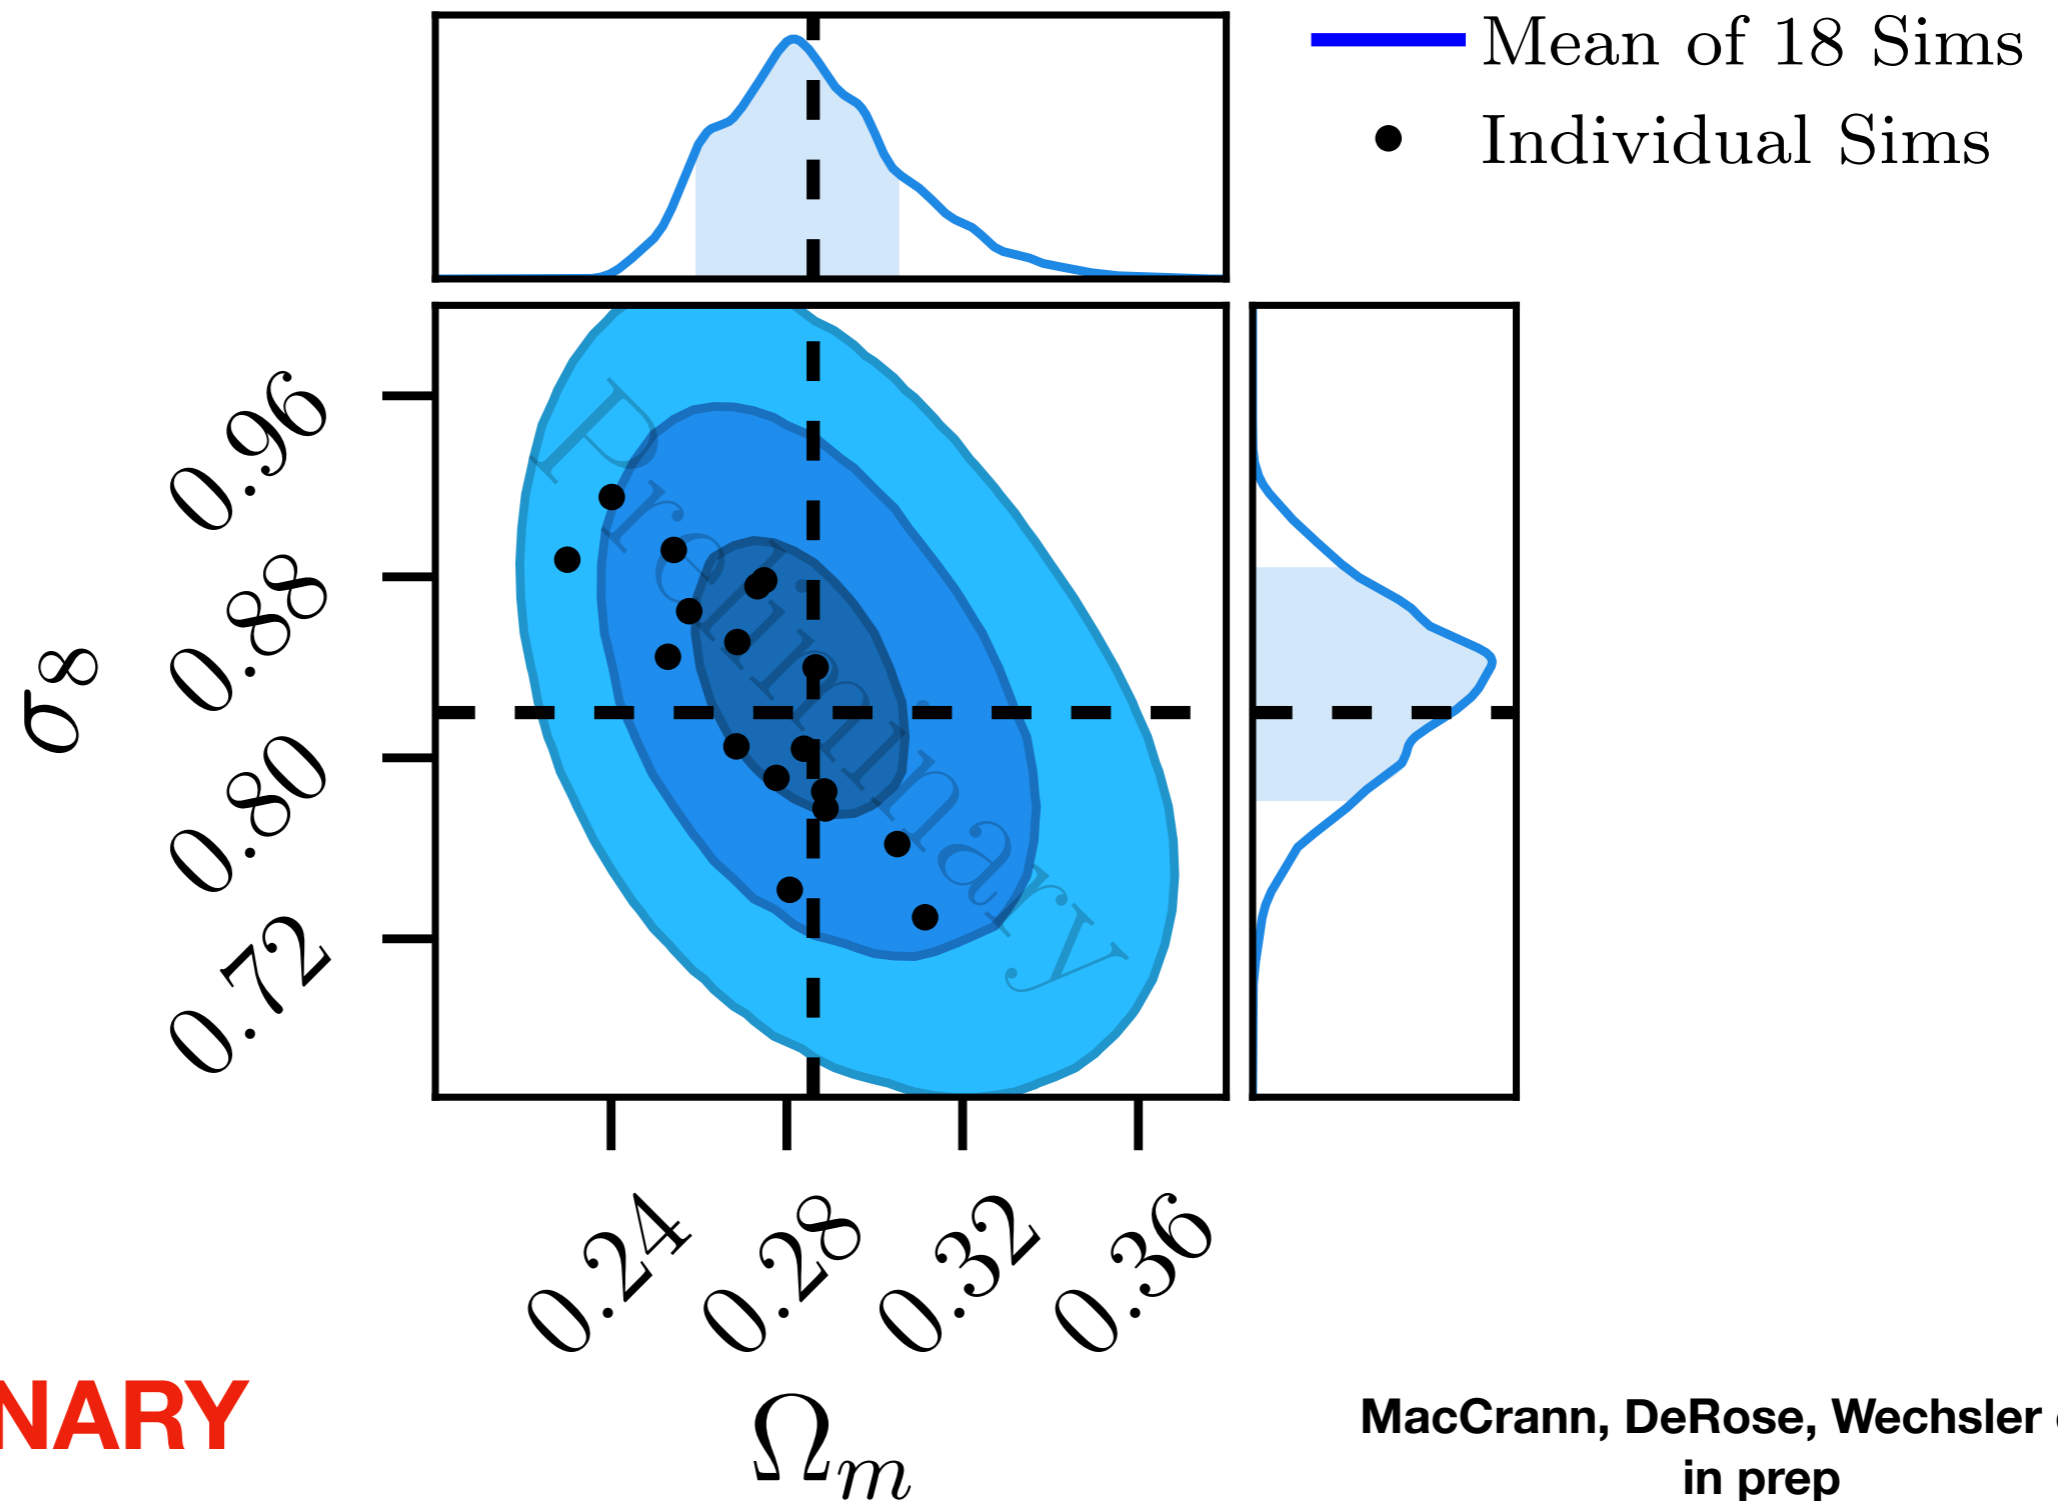 Mean of 18 Sims
Individual Sims
0.96
0.88
0.80
0.72
σ8
Preliminary
0.24
0.28
0.32
0.36
Ωm
NARY
MacCrann, DeRose, Wechsler
in prep